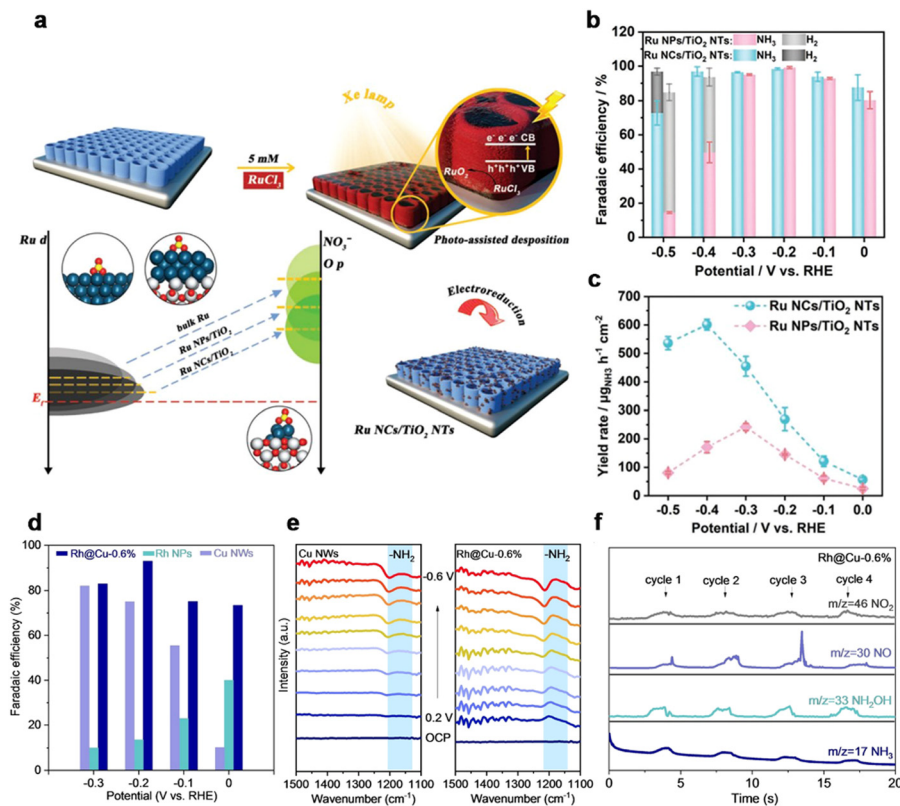 a
Xe lamp
5 mM
RuCl3
e- e- e- CB
h+h+h+VB
RuO2
RuCl3
Photo-assisted desposition
Ru d
NO3-
O p
bulk Ru
Ru NPs/TiO2
Ru NCs/TiO2
Ef
Electroreduction
Ru NCs/TiO2 NTs
b
Ru NPs/TiO2 NTs: NH3 H2
Ru NCs/TiO2 NTs: NH3 H2
Faradaic efficiency / %
100
80
60
40
20
0
-0.5 -0.4 -0.3 -0.2 -0.1 0
Potential / V vs. RHE
c
Ru NCs/TiO2 NTs
Ru NPs/TiO2 NTs
Yield rate / µgNH3 h-1 cm-2
700
600
500
400
300
200
100
0
-0.5 -0.4 -0.3 -0.2 -0.1 0
Potential / V vs. RHE
d
Rh@Cu-0.6% Rh NPs Cu NWs
Faradaic efficiency (%)
100
80
60
40
20
0
-0.3 -0.2 -0.1 0
Potential (V vs. RHE)
e
Cu NWs -NH2
-0.6 V
0.2 V
OCP
Intensity (a.u.)
1500 1400 1300 1200 1100
Wavenumber (cm-1)
Rh@Cu-0.6% -NH2
1500 1400 1300 1200 1100
Wavenumber (cm-1)
f
Rh@Cu-0.6%
cycle 1 cycle 2 cycle 3 cycle 4
m/z=46 NO2
m/z=30 NO
m/z=33 NH2OH
m/z=17 NH3
0 5 10 15 20
Time (s)